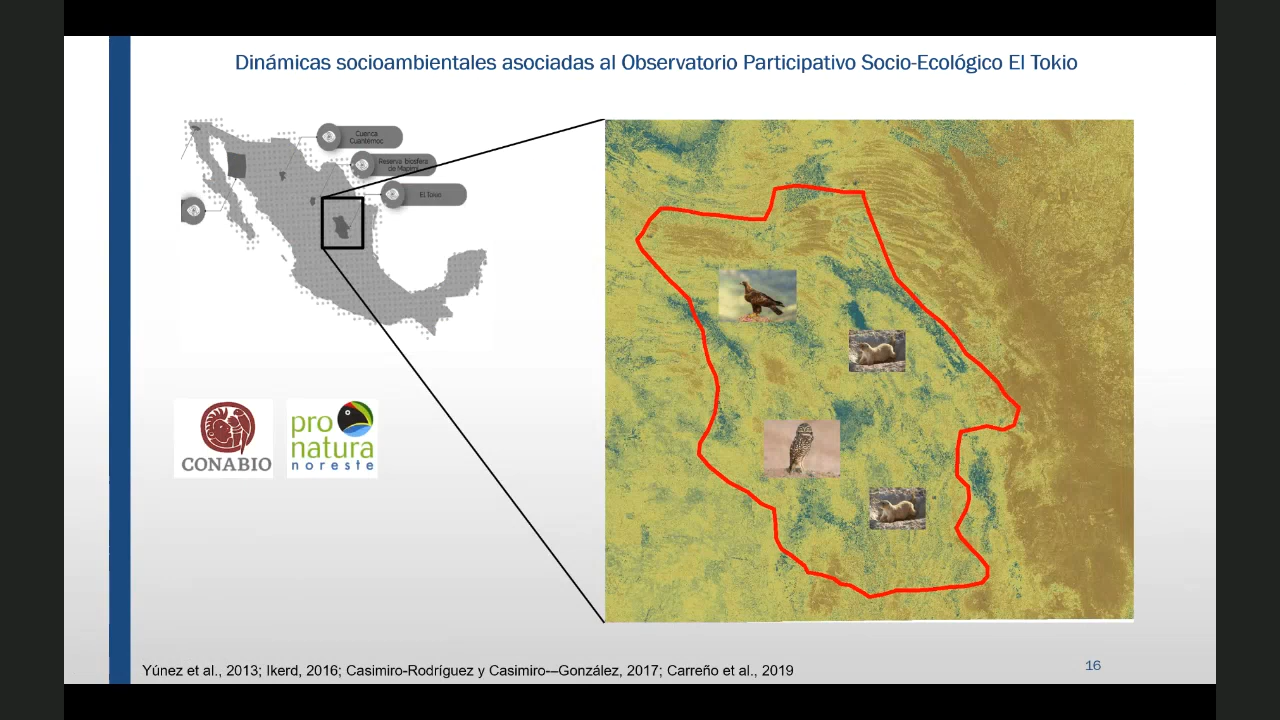 Dinámicas socioambientales asociadas al Observatorio Participativo Socio-Ecológico El Tokio
Cuenca
Cuatémoc
Reserva biosfera
de Mapimí
El Tokio
CONABIO
pro
natura
noreste
Yúnez et al., 2013; Ikerd, 2016; Casimiro-Rodríguez y Casimiro-–González, 2017; Carreño et al., 2019
16